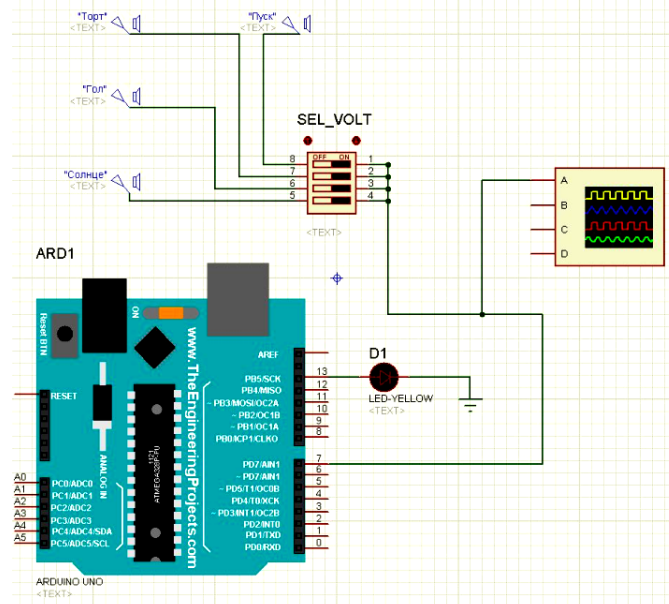 "Торт"
<TEXT>
"Пуск"
<TEXT>
"Гол"
<TEXT>
"Солнце"
<TEXT>
SEL_VOLT
OFF ON
8 1
7 2
6 3
5 4
<TEXT>
A
B
C
D
ARD1
Reset BTN
ON
www.TheEngineeringProjects.com
AREF
PB5/SCK 13
PB4/MISO 12
~ PB3/MOSI/OC2A 11
~ PB2/OC1B 10
~ PB1/OC1A 9
PB0/ICP1/CLKO 8
D1
LED-YELLOW
<TEXT>
RESET
ANALOG IN
1121
ATMEGA328P-PU
PD7/AIN1 7
~ PD7/AIN1 6
~ PD5/T1/OC0B 5
PD4/T0/XCK 4
~ PD3/INT1/OC2B 3
PD2/INT0 2
PD1/TXD 1
PD0/RXD 0
A0 PC0/ADC0
A1 PC1/ADC1
A2 PC2/ADC2
A3 PC3/ADC3
A4 PC4/ADC4/SDA
A5 PC5/ADC5/SCL
ARDUINO UNO
<TEXT>